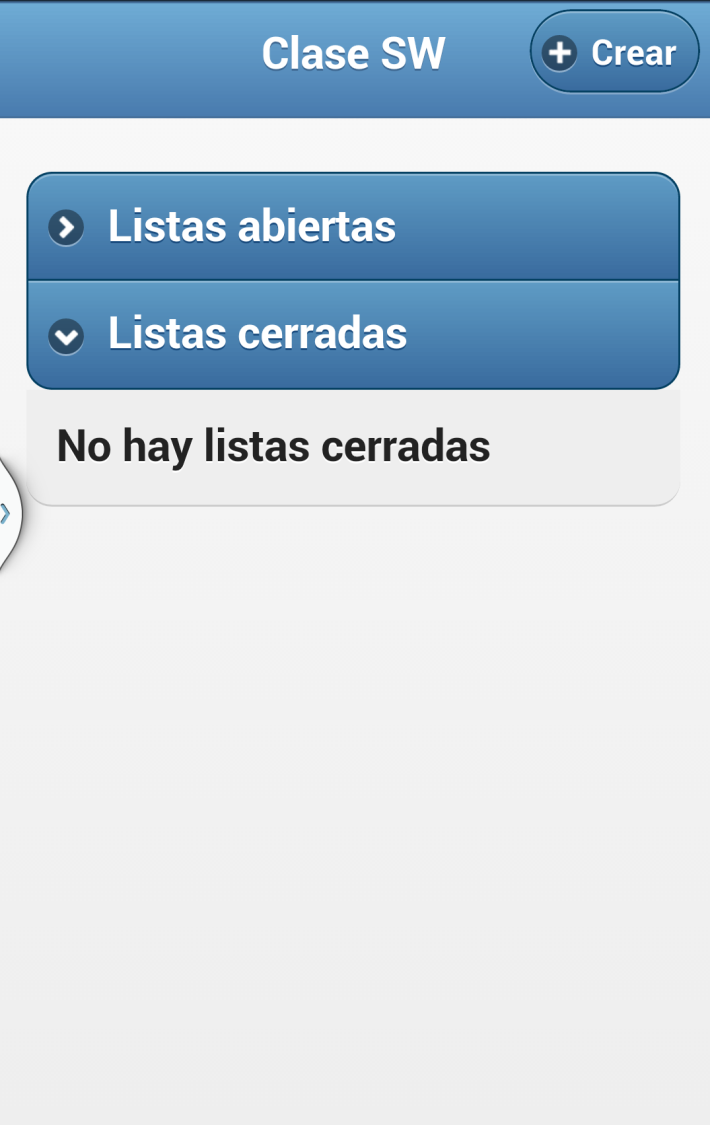 Clase SW
Crear
Listas abiertas
Listas cerradas
No hay listas cerradas